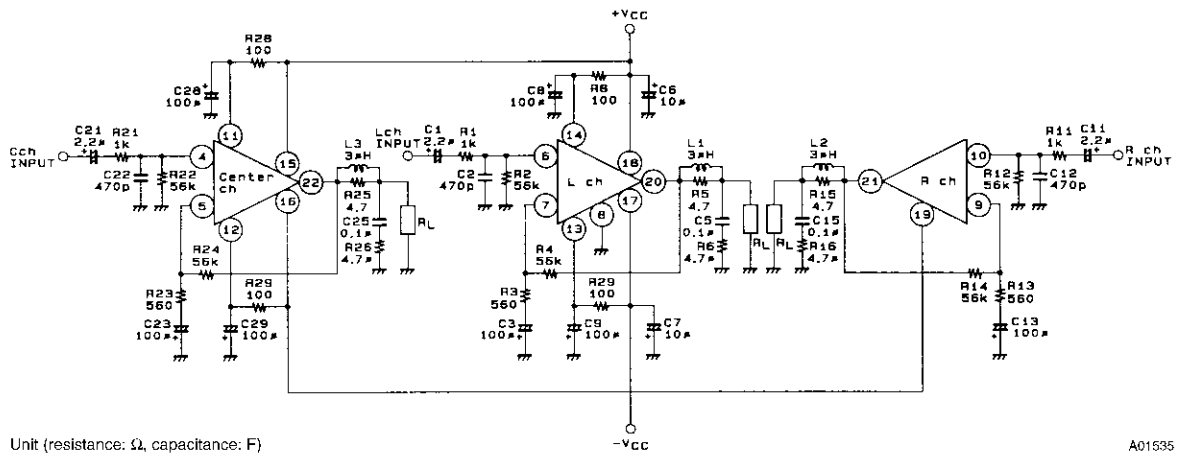 +VCC
R28
100
C28
100µ
+
11
C21
2.2µ
+
R21
1k
Cch
INPUT
C22
470p
R22
56k
4
5
Center
ch
15
16
22
12
L3
3µH
R25
4.7
C25
0.1µ
R26
4.7
RL
R24
56k
R23
560
C23
100µ
+
R29
100
C29
100µ
+
C8
100µ
+
R8
100
C6
10µ
+
14
Lch
INPUT
C1
2.2µ
+
R1
1k
C2
470p
R2
56k
6
7
L ch
18
20
17
8
13
L1
3µH
R5
4.7
C5
0.1µ
R6
4.7
RL
R4
56k
R3
560
C3
100µ
+
R29
100
C9
100µ
+
C7
10µ
+
-VCC
L2
3µH
R15
4.7
C15
0.1µ
R16
4.7
RL
21
R ch
10
9
19
R11
1k
C11
2.2µ
+
R ch
INPUT
R12
56k
C12
470p
R14
56k
R13
560
C13
100µ
+
Unit (resistance: Ω, capacitance: F)
A01535